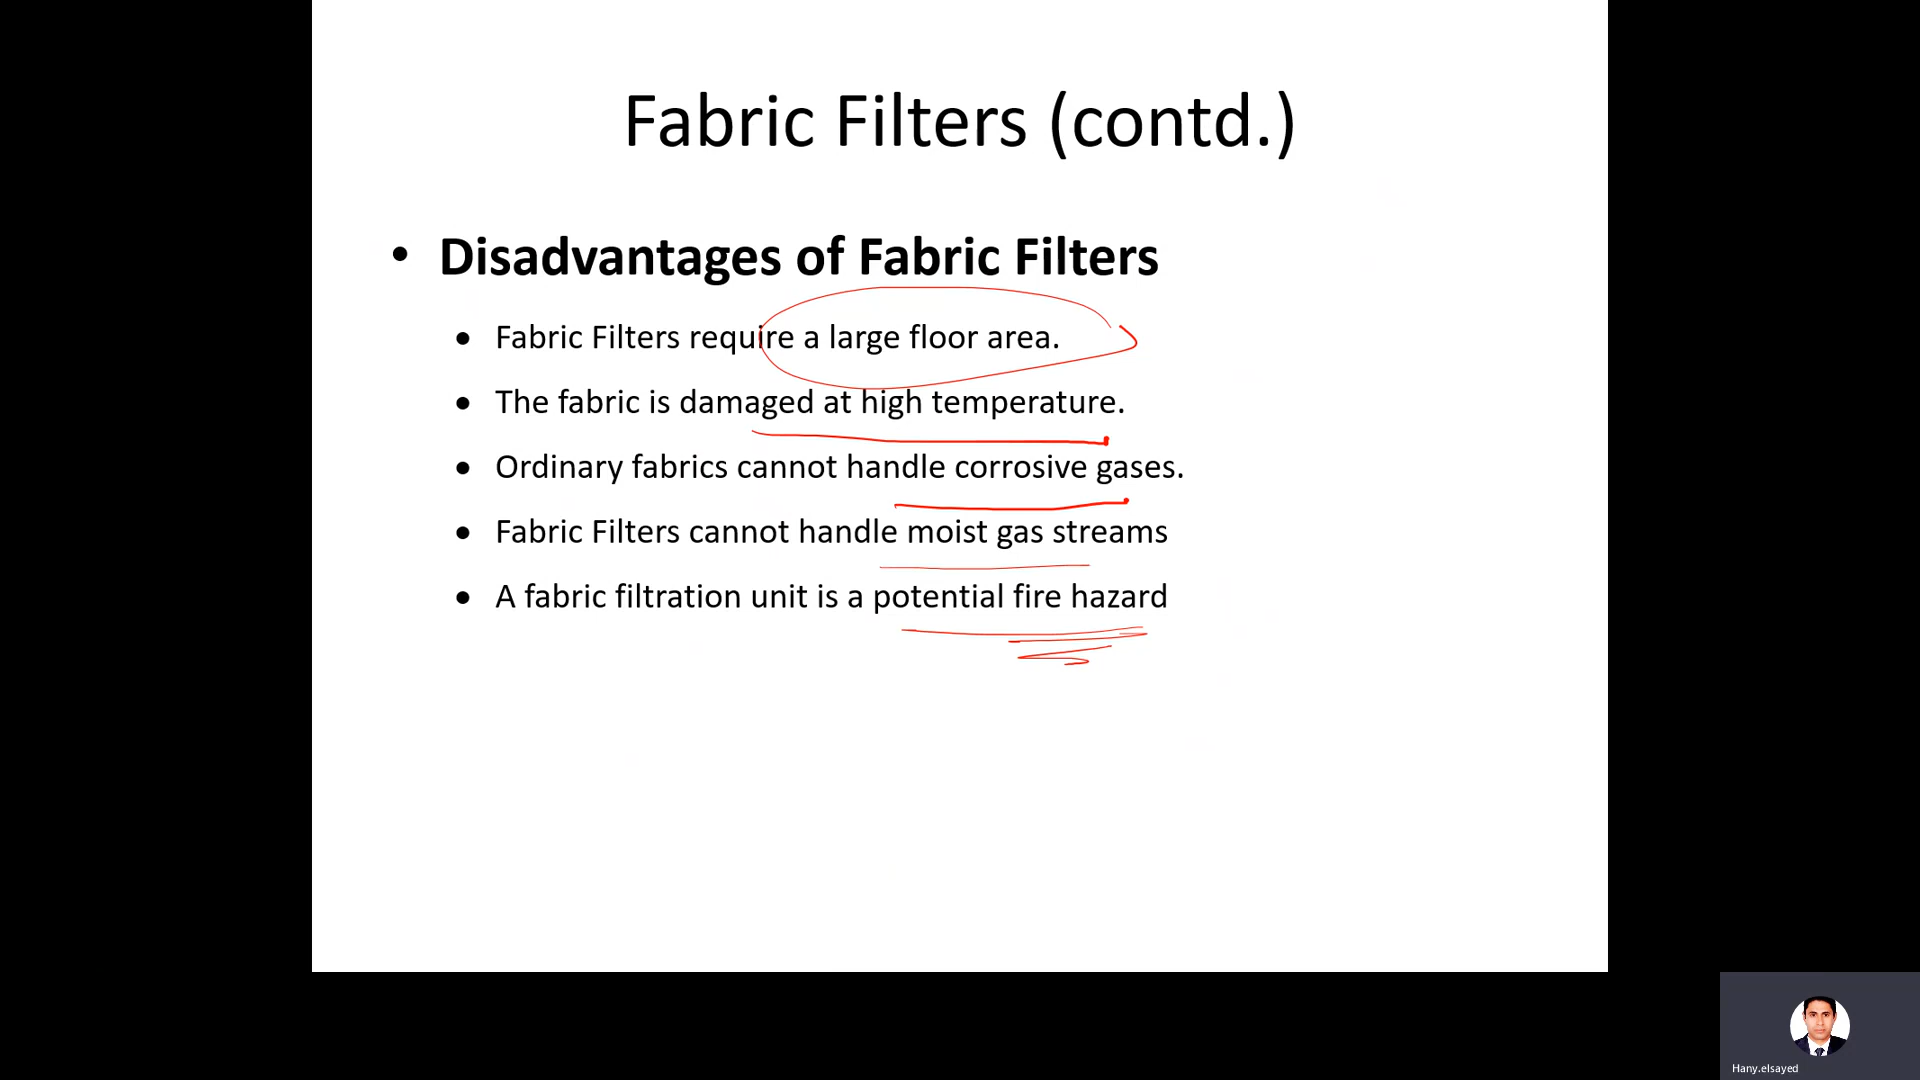 Fabric Filters (contd.)
• Disadvantages of Fabric Filters
• Fabric Filters require a large floor area.
• The fabric is damaged at high temperature.
• Ordinary fabrics cannot handle corrosive gases.
• Fabric Filters cannot handle moist gas streams
• A fabric filtration unit is a potential fire hazard
Hany.elsayed